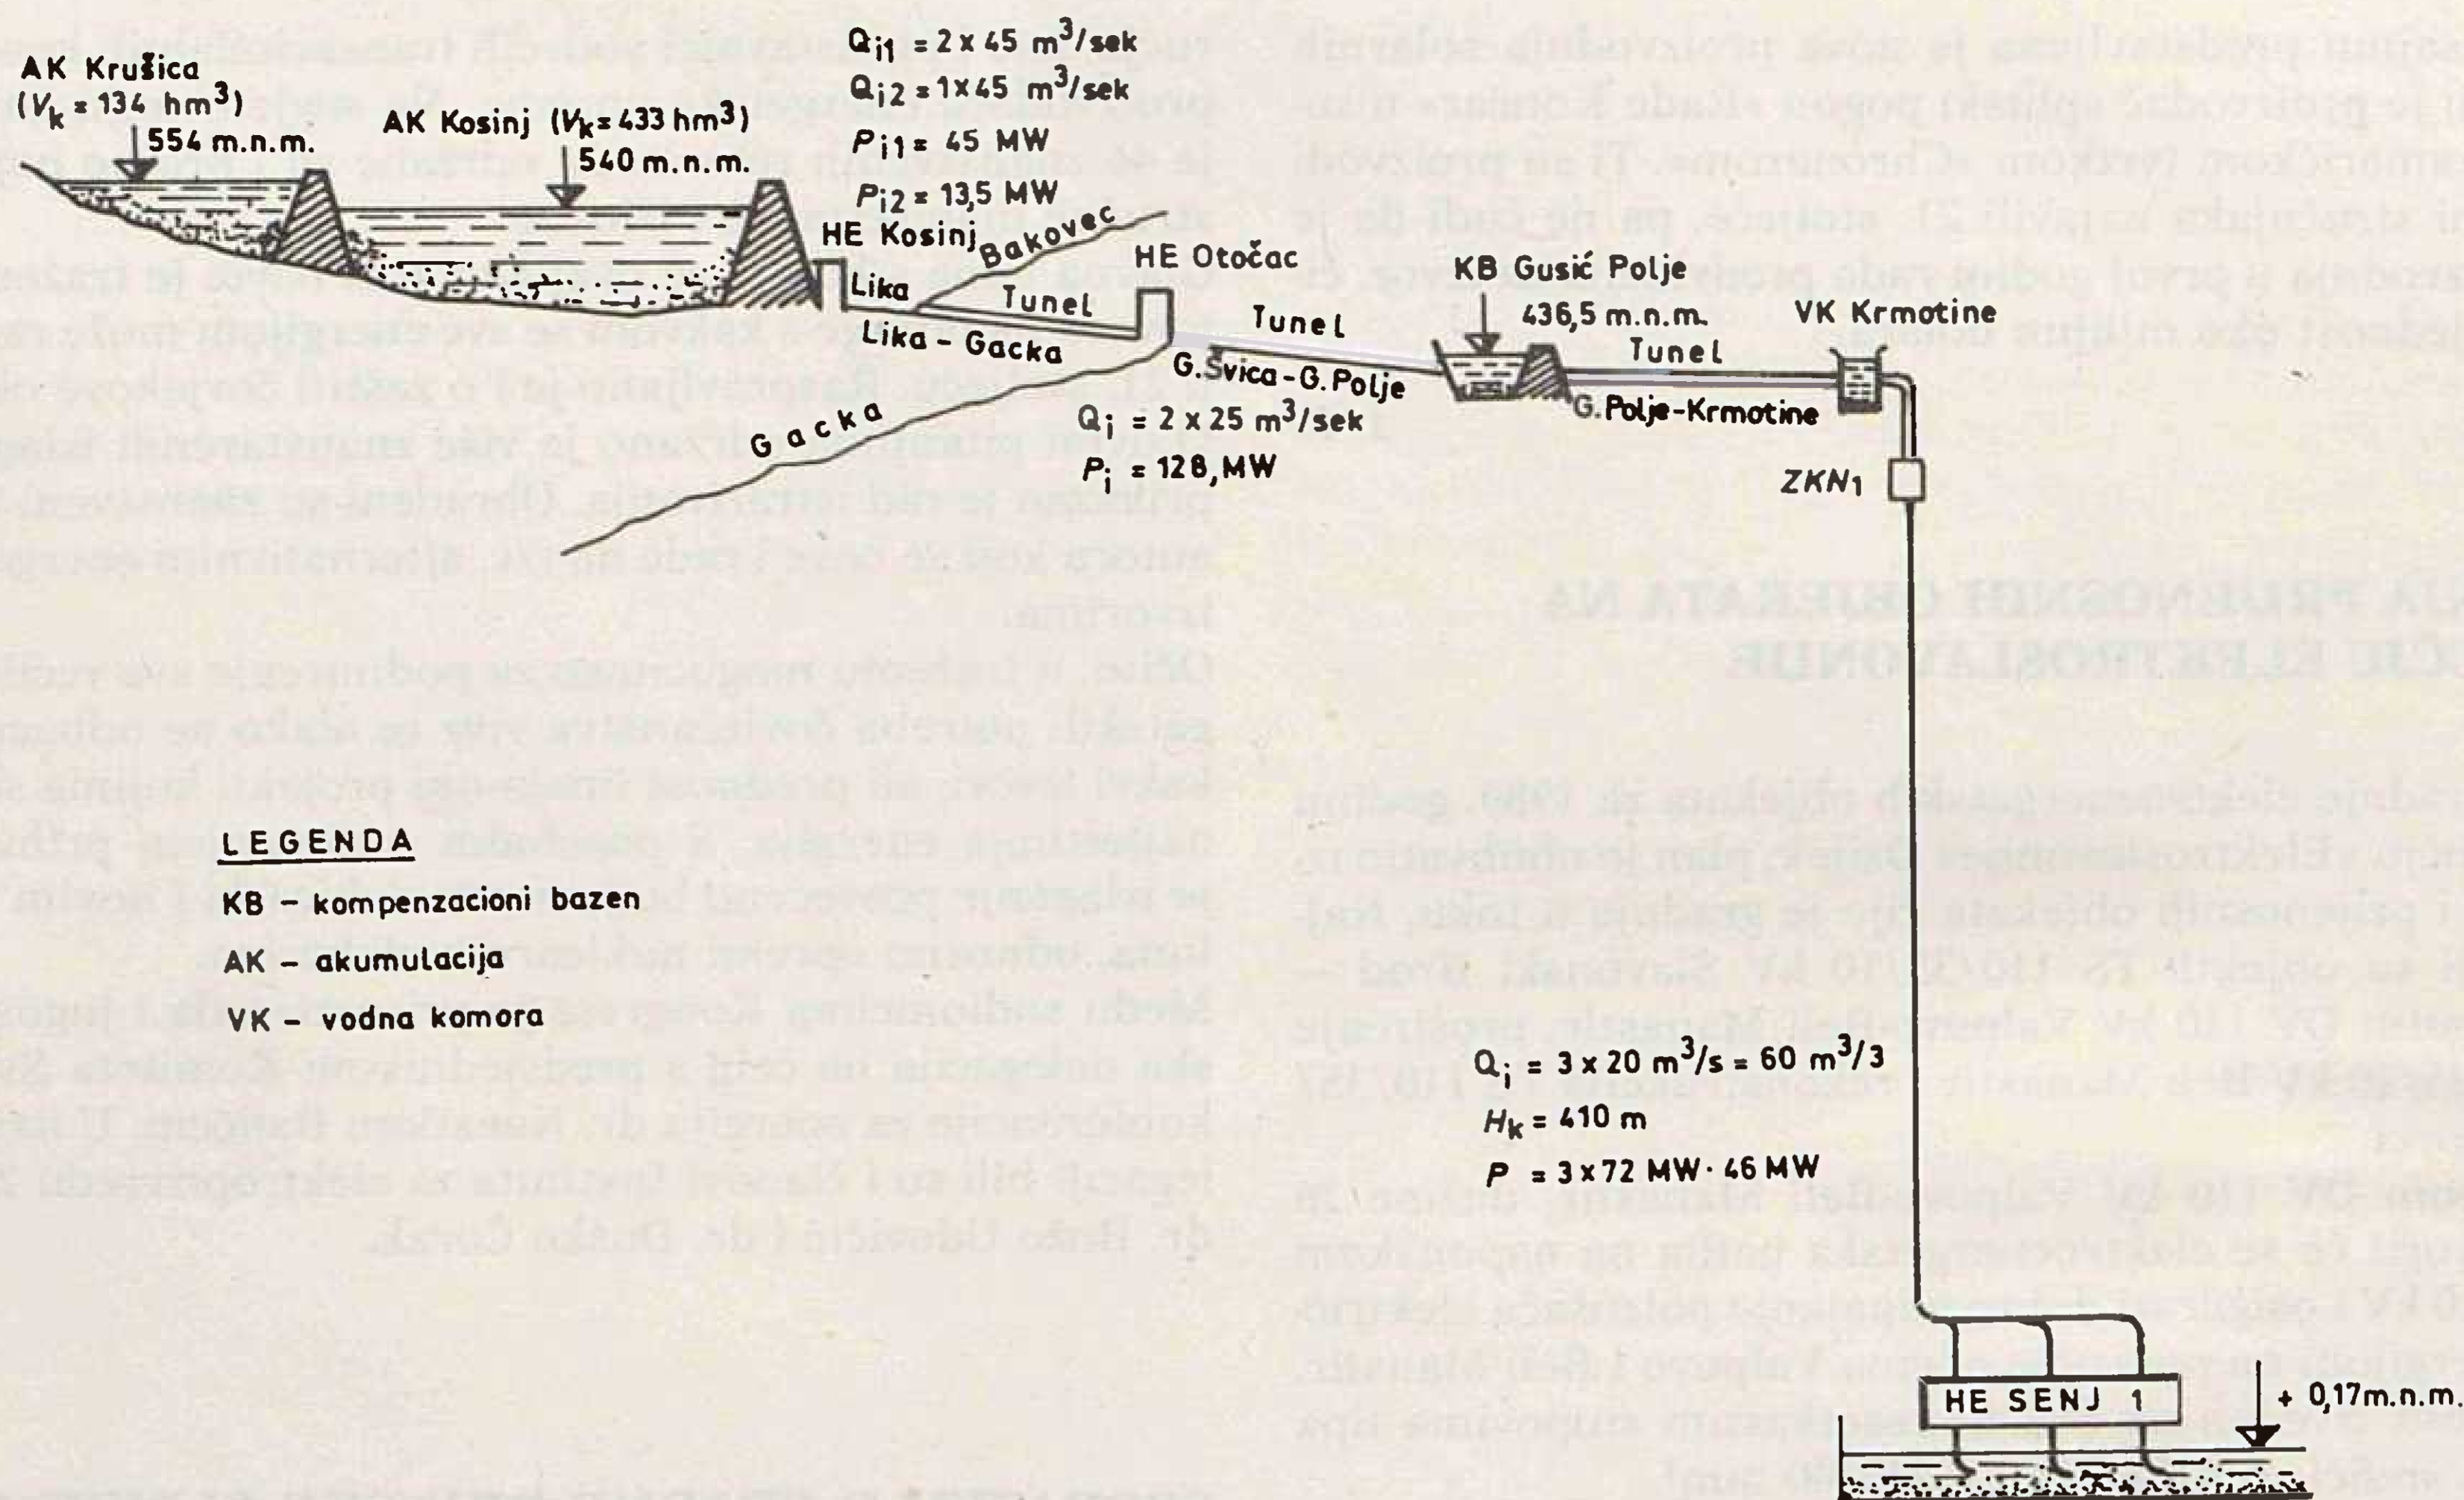 AK Krušica
(Vk = 134 hm³)
554 m.n.m.
AK Kosinj (Vk = 433 hm³)
540 m.n.m.
Qi1 = 2 x 45 m³/sek
Qi2 = 1x45 m³/sek
Pi1 = 45 MW
Pi2 = 13,5 MW
HE Kosinj
Bakovec
Lika
Tunel
Lika - Gacka
HE Otočac
Tunel
G.Švica-G.Polje
Gacka
Qi = 2 x 25 m³/sek
Pi = 128, MW
KB Gusić Polje
436,5 m.n.m.
Tunel
G.Polje-Krmotine
VK Krmotine
ZKN1
LEGENDA
KB - kompenzacioni bazen
AK - akumulacija
VK - vodna komora
Qi = 3 x 20 m³/s = 60 m³/3
Hk = 410 m
P = 3 x 72 MW · 46 MW
HE SENJ 1
+ 0,17m.n.m.